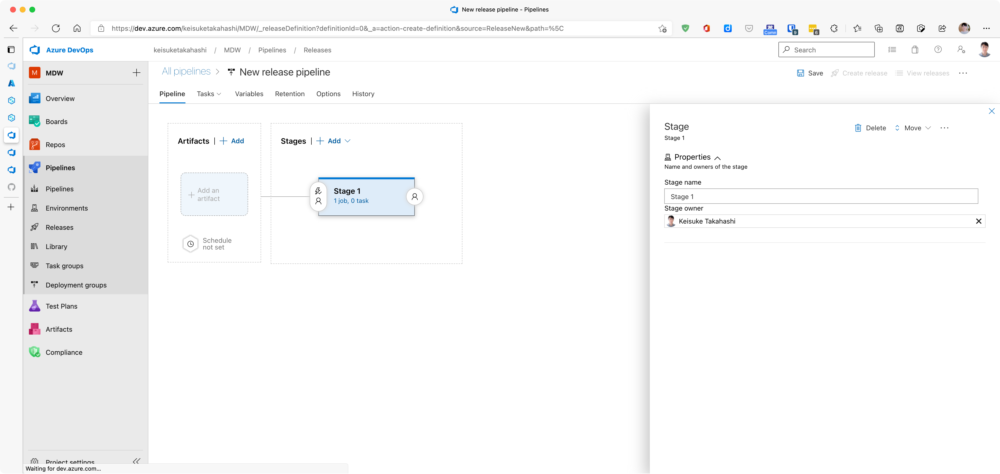 New release pipeline - Pipelines
https://dev.azure.com/keisuketakahashi/MDW/_releaseDefinition?definitionId=0&_a=action-create-definition&source=ReleaseNew&path=%5C
Comn
9
6
Azure DevOps
keisuketakahashi / MDW / Pipelines / Releases
Search
M MDW
All pipelines > New release pipeline
Save Create release View releases ...
Pipeline Tasks Variables Retention Options History
Overview
Boards
Repos
Pipelines
Pipelines
Environments
Releases
Library
Task groups
Deployment groups
Test Plans
Artifacts
Compliance
Project settings
Artifacts | + Add
Add an
artifact
Schedule
not set
Stages | + Add
Stage 1
1 job, 0 task
Stage
Delete Move ...
Stage 1
Properties
Name and owners of the stage
Stage name
Stage 1
Stage owner
Keisuke Takahashi
Waiting for dev.azure.com...